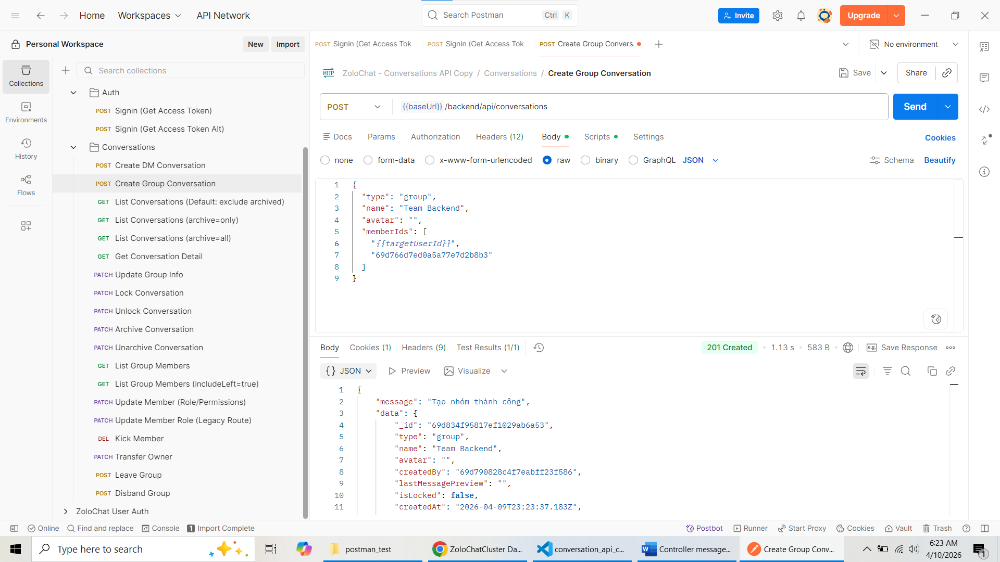 Home
Workspaces
API Network
Search Postman
Ctrl
K
Invite
Upgrade
Personal Workspace
New
Import
POST Signin (Get Access Tok
POST Signin (Get Access Tok
POST Create Group Convers
No environment
Collections
Environments
History
Flows
Search collections
Auth
POST Signin (Get Access Token)
POST Signin (Get Access Token Alt)
Conversations
POST Create DM Conversation
POST Create Group Conversation
GET List Conversations (Default: exclude archived)
GET List Conversations (archive=only)
GET List Conversations (archive=all)
GET Get Conversation Detail
PATCH Update Group Info
PATCH Lock Conversation
PATCH Unlock Conversation
PATCH Archive Conversation
PATCH Unarchive Conversation
GET List Group Members
GET List Group Members (includeLeft=true)
PATCH Update Member (Role/Permissions)
PATCH Update Member Role (Legacy Route)
DEL Kick Member
PATCH Transfer Owner
POST Leave Group
POST Disband Group
ZoloChat User Auth
HTTP ZoloChat - Conversations API Copy / Conversations / Create Group Conversation
Save
Share
POST
{{baseUrl}}/backend/api/conversations
Send
Docs Params Authorization Headers (12) Body Scripts Settings
Cookies
none form-data x-www-form-urlencoded raw binary GraphQL JSON
Schema Beautify
1 {
2 "type": "group",
3 "name": "Team Backend",
4 "avatar": "",
5 "memberIds": [
6 "{{targetUserId}}",
7 "69d766d7ed0a5a77e7d2b8b3"
8 ]
9 }
Body Cookies (1) Headers (9) Test Results (1/1)
201 Created • 1.13 s • 583 B
e.g. Save Response
{} JSON Preview Visualize
1 {
2 "message": "Tạo nhóm thành công",
3 "data": {
4 "_id": "69d834f95817ef1029ab6a53",
5 "type": "group",
6 "name": "Team Backend",
7 "avatar": "",
8 "createdBy": "69d790828c4f7eabff23f586",
9 "lastMessagePreview": "",
10 "isLocked": false,
11 "createdAt": "2026-04-09T23:23:37.183Z",
Online Find and replace Console 1 Import Complete
Postbot Runner Start Proxy Cookies Vault Trash
Type here to search
postman_test
ZoloChatCluster Da...
conversation_api_c...
Controller message...
Create Group Conv...
6:23 AM
4/10/2026
1